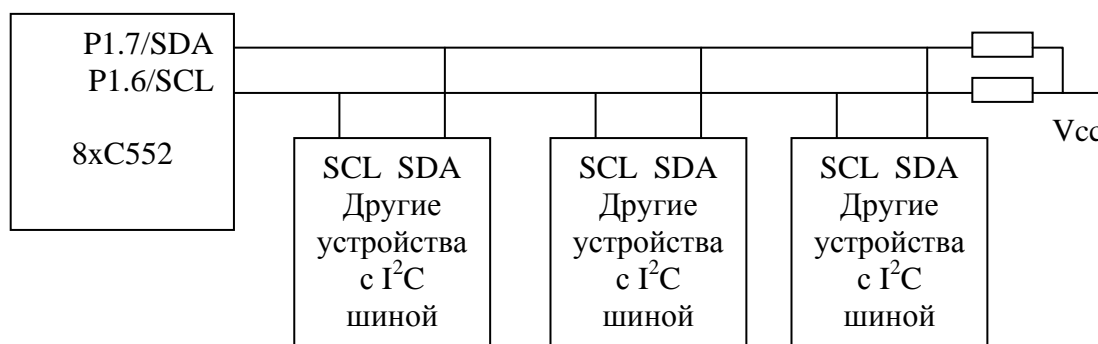 P1.7/SDA
P1.6/SCL
8xC552
Vcc
SCL SDA
Другие
устройства
с I²C
шиной
SCL SDA
Другие
устройства
с I²C
шиной
SCL SDA
Другие
устройства
с I²C
шиной